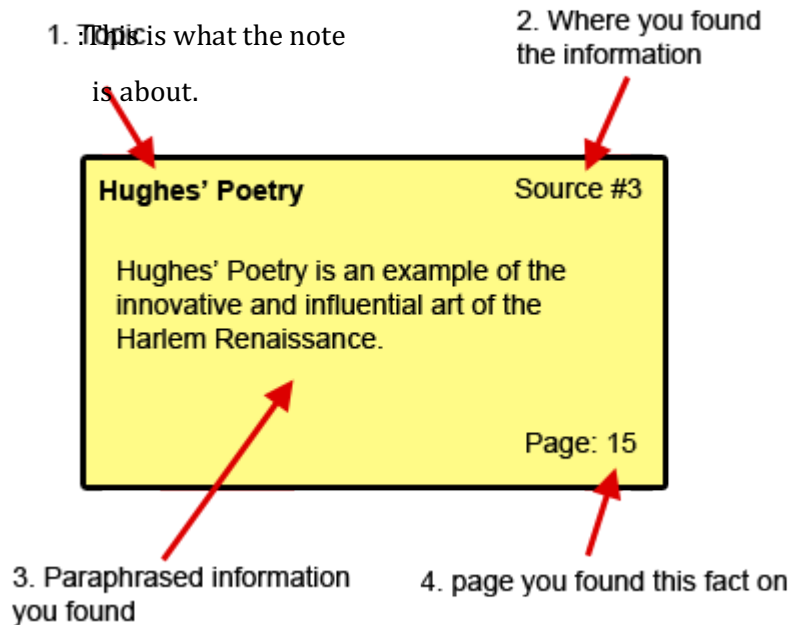 1. Topic: This is what the note
is about.
2. Where you found
the information
Hughes' Poetry
Source #3
Hughes' Poetry is an example of the
innovative and influential art of the
Harlem Renaissance.
Page: 15
3. Paraphrased information
you found
4. page you found this fact on